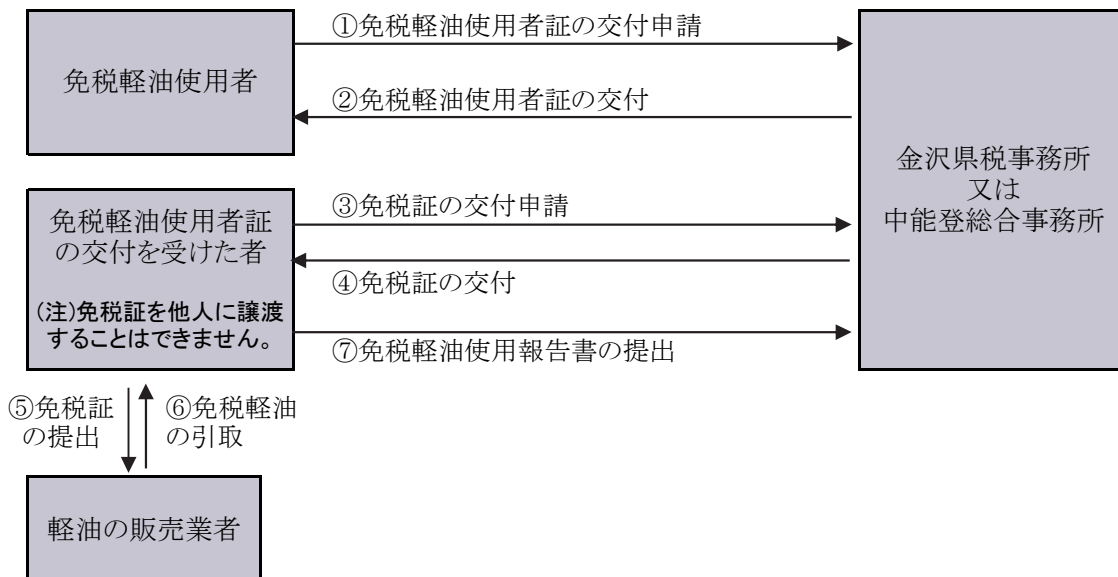 ①免税軽油使用者証の交付申請
免税軽油使用者
②免税軽油使用者証の交付
金沢県税事務所
又は
中能登総合事務所
免税軽油使用者証
の交付を受けた者
(注)免税証を他人に譲渡
することはできません。
③免税証の交付申請
④免税証の交付
⑦免税軽油使用報告書の提出
⑤免税証
の提出
⑥免税軽油
の引取
軽油の販売業者